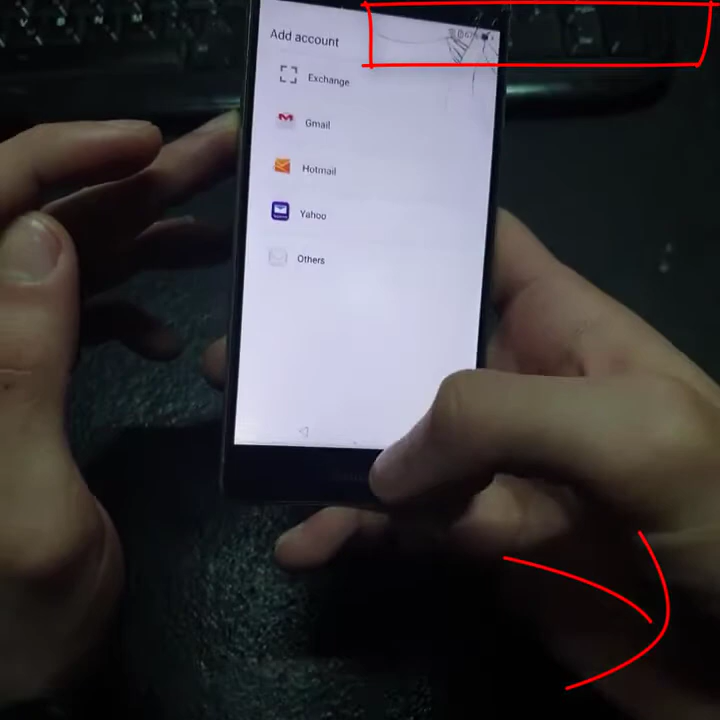 V B N M
Add account
Exchange
Gmail
Hotmail
Yahoo
Others